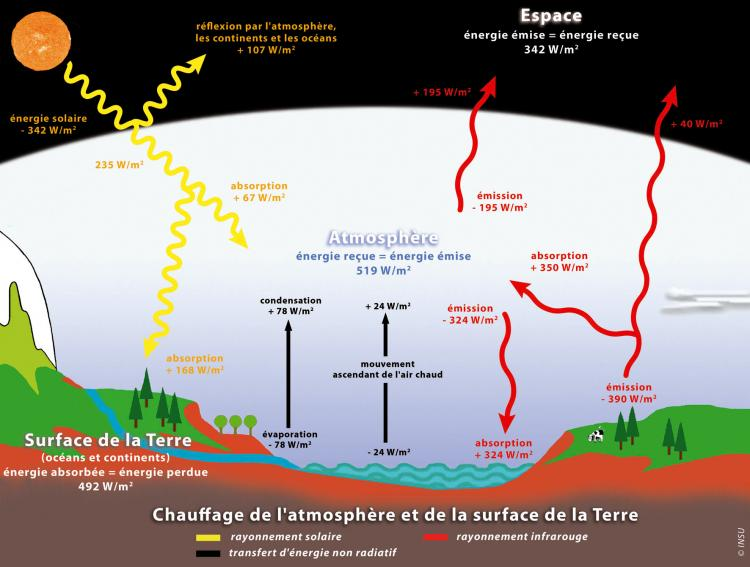 Espace
énergie émise = énergie reçue
342 W/m²
réflexion par l'atmosphère,
les continents et les océans
+ 107 W/m²
+ 195 W/m²
+ 40 W/m²
énergie solaire
- 342 W/m²
235 W/m²
absorption
+ 67 W/m²
émission
- 195 W/m²
Atmosphère
énergie reçue = énergie émise
519 W/m²
absorption
+ 350 W/m²
condensation
+ 78 W/m²
+ 24 W/m²
émission
- 324 W/m²
absorption
+ 168 W/m²
mouvement
ascendant de l'air chaud
émission
- 390 W/m²
évaporation
- 78 W/m²
- 24 W/m²
absorption
+ 324 W/m²
Surface de la Terre
(océans et continents)
énergie absorbée = énergie perdue
492 W/m²
Chauffage de l'atmosphère et de la surface de la Terre
rayonnement solaire
rayonnement infrarouge
transfert d'énergie non radiatif
© INSU